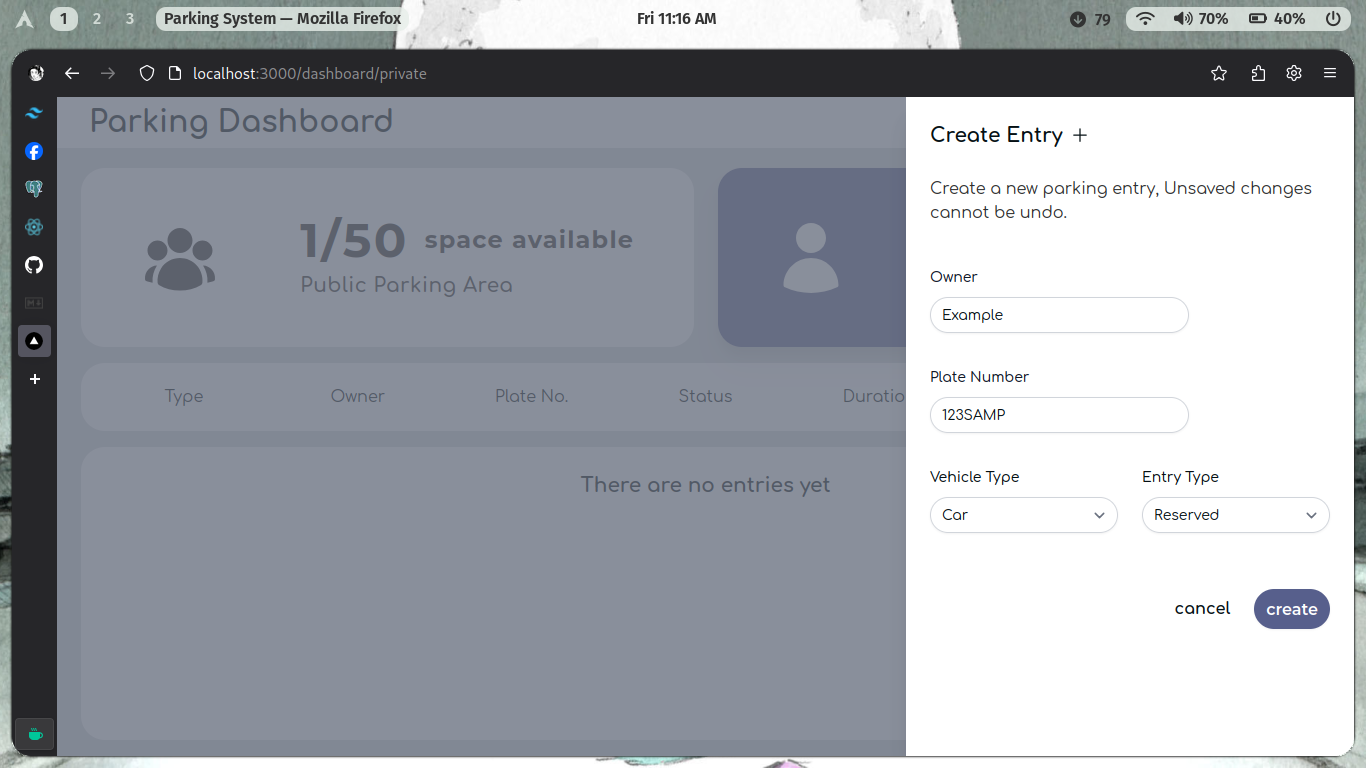 1 2 3 Parking System — Mozilla Firefox Fri 11:16 AM 79 70% 40%
localhost:3000/dashboard/private
Parking Dashboard
1/50 space available
Public Parking Area
Type Owner Plate No. Status Duratio
There are no entries yet
Create Entry +
Create a new parking entry, Unsaved changes
cannot be undo.
Owner
Example
Plate Number
123SAMP
Vehicle Type Entry Type
Car Reserved
cancel create